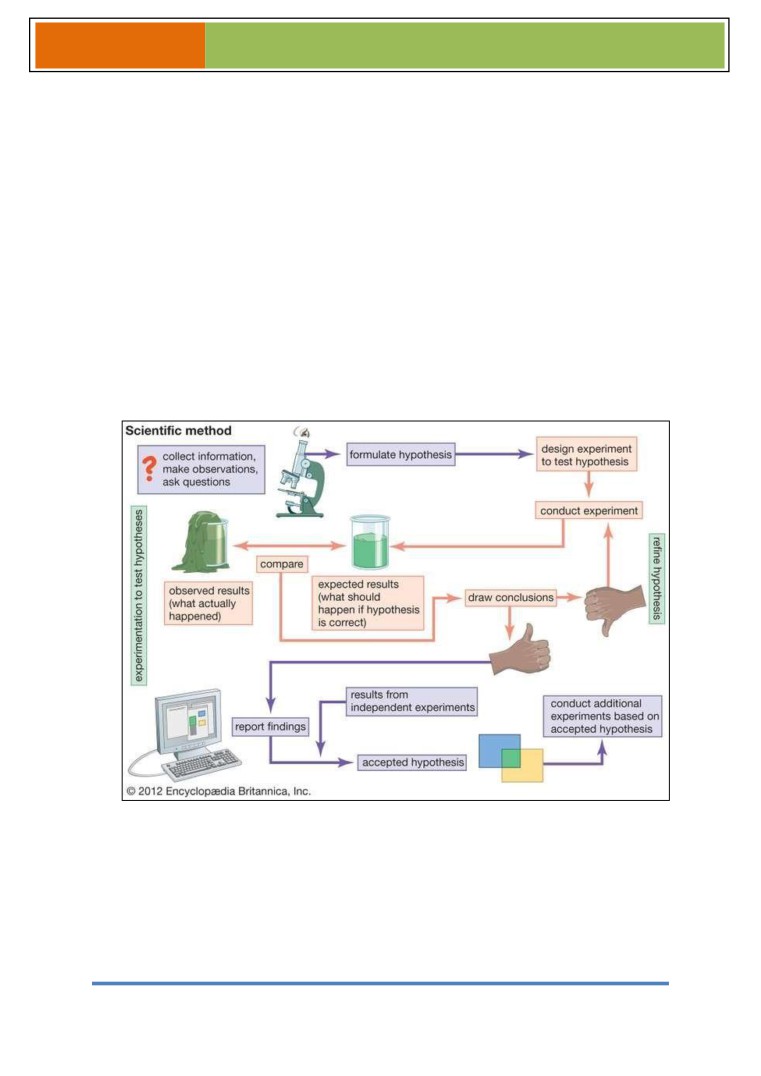 Scientific method
?
collect information,
make observations,
ask questions
formulate hypothesis
design experiment
to test hypothesis
conduct experiment
experimentation to test hypotheses
observed results
(what actually
happened)
compare
expected results
(what should
happen if hypothesis
is correct)
draw conclusions
refine hypothesis
report findings
results from
independent experiments
accepted hypothesis
conduct additional
experiments based on
accepted hypothesis
© 2012 Encyclopædia Britannica, Inc.